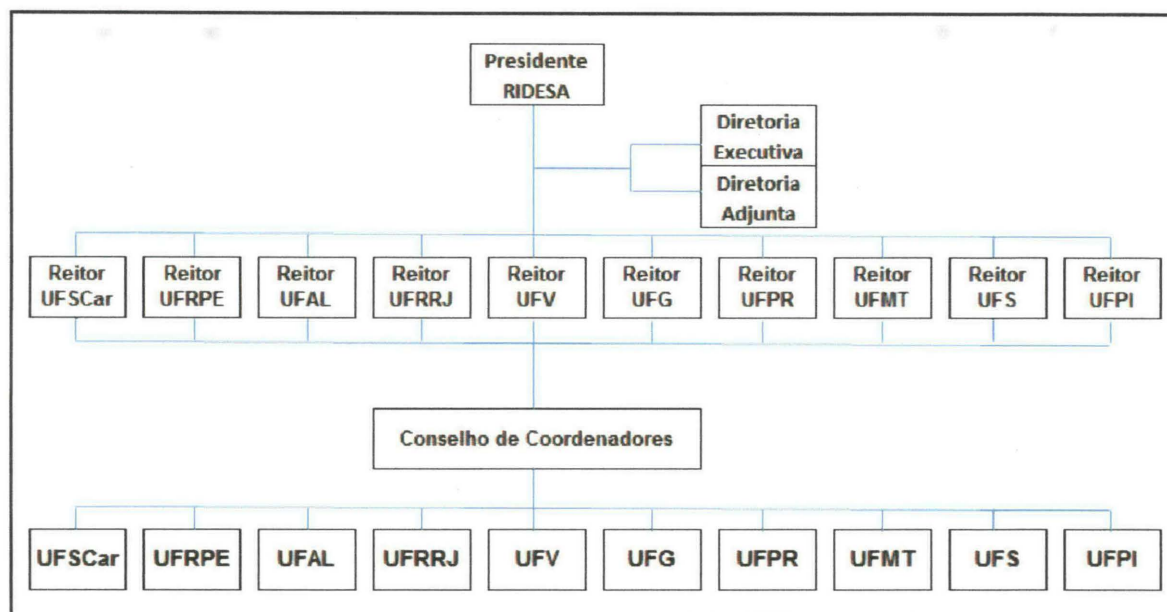 Presidente
RIDESA
Diretoria
Executiva
Diretoria
Adjunta
Reitor
UFSCar
Reitor
UFRPE
Reitor
UFAL
Reitor
UFRRJ
Reitor
UFV
Reitor
UFG
Reitor
UFPR
Reitor
UFMT
Reitor
UFS
Reitor
UFPI
Conselho de Coordenadores
UFSCar
UFRPE
UFAL
UFRRJ
UFV
UFG
UFPR
UFMT
UFS
UFPI